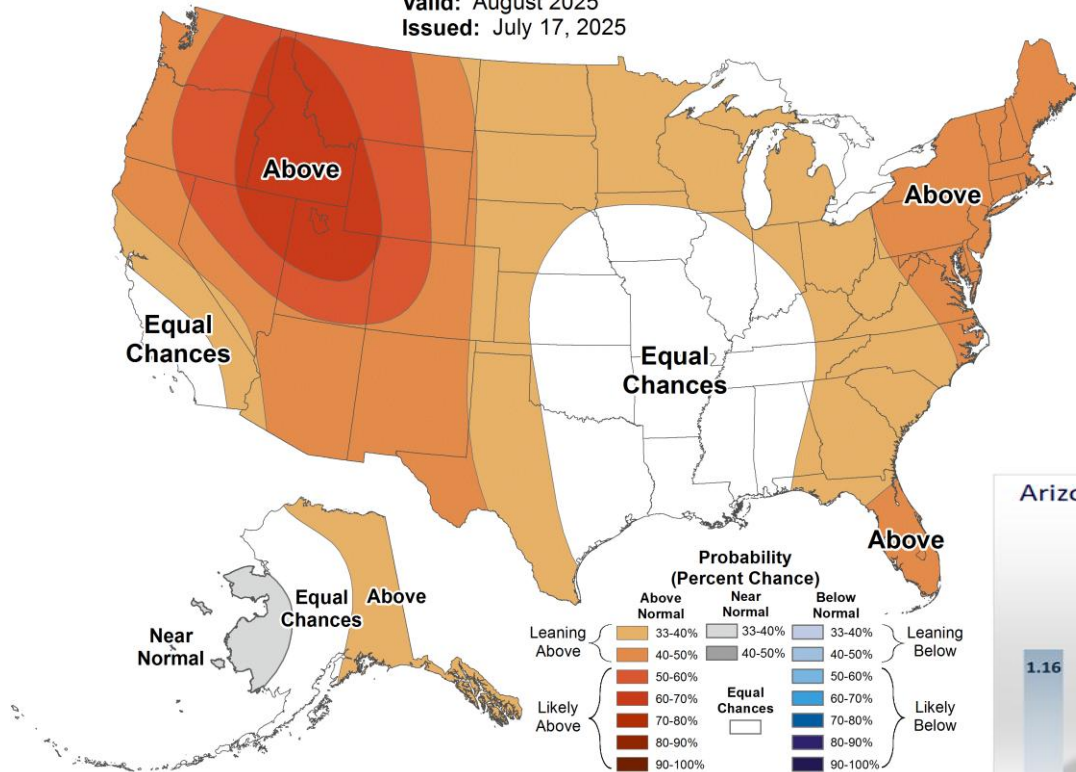 Valid: August 2025
Issued: July 17, 2025
Above
Above
Equal
Chances
Equal
Chances
Above
Equal
Chances
Above
Near
Normal
Probability
(Percent Chance)
Above
Normal
Near
Normal
Below
Normal
Leaning
Above
33-40%
33-40%
33-40%
Leaning
Below
40-50%
40-50%
40-50%
Likely
Above
50-60%
50-60%
Likely
Below
60-70%
Equal
Chances
60-70%
70-80%
70-80%
80-90%
80-90%
90-100%
90-100%
Arizo
1.16